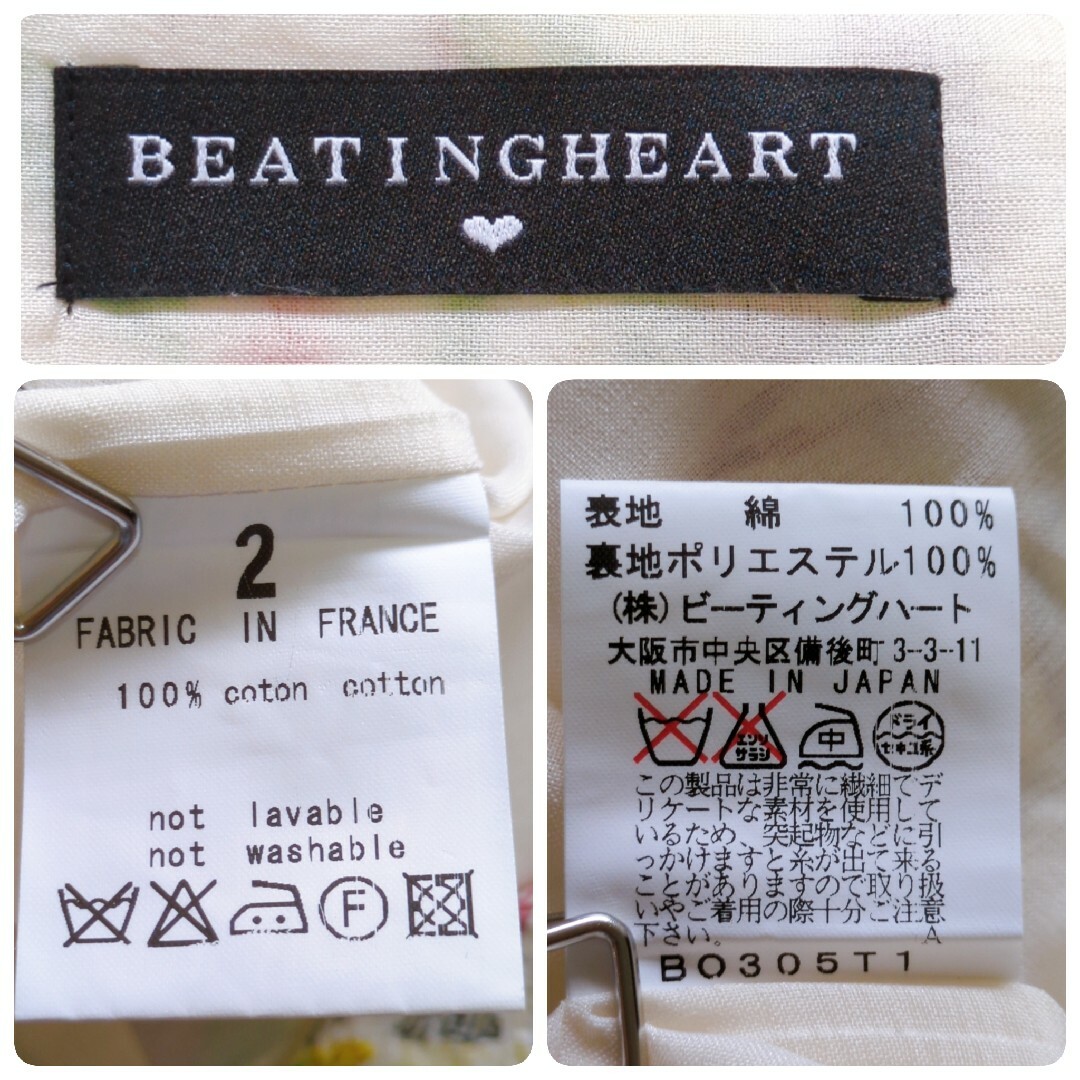 BEATINGHEART
2
FABRIC IN FRANCE
100% coton cotton
not lavable
not washable
F
表地 綿 100%
裏地ポリエステル100%
(株)ビーティングハート
大阪市中央区備後町3-3-11
MADE IN JAPAN
エンソ サラシ 中 ドライ セキユ系
この製品は非常に繊細でデ
リケートな素材を使用して
いるため、突起物などに引
っかけますと糸が出て来る
ことがありますので取り扱
いやご着用の際十分ご注意
下さい。 A
BO305T1